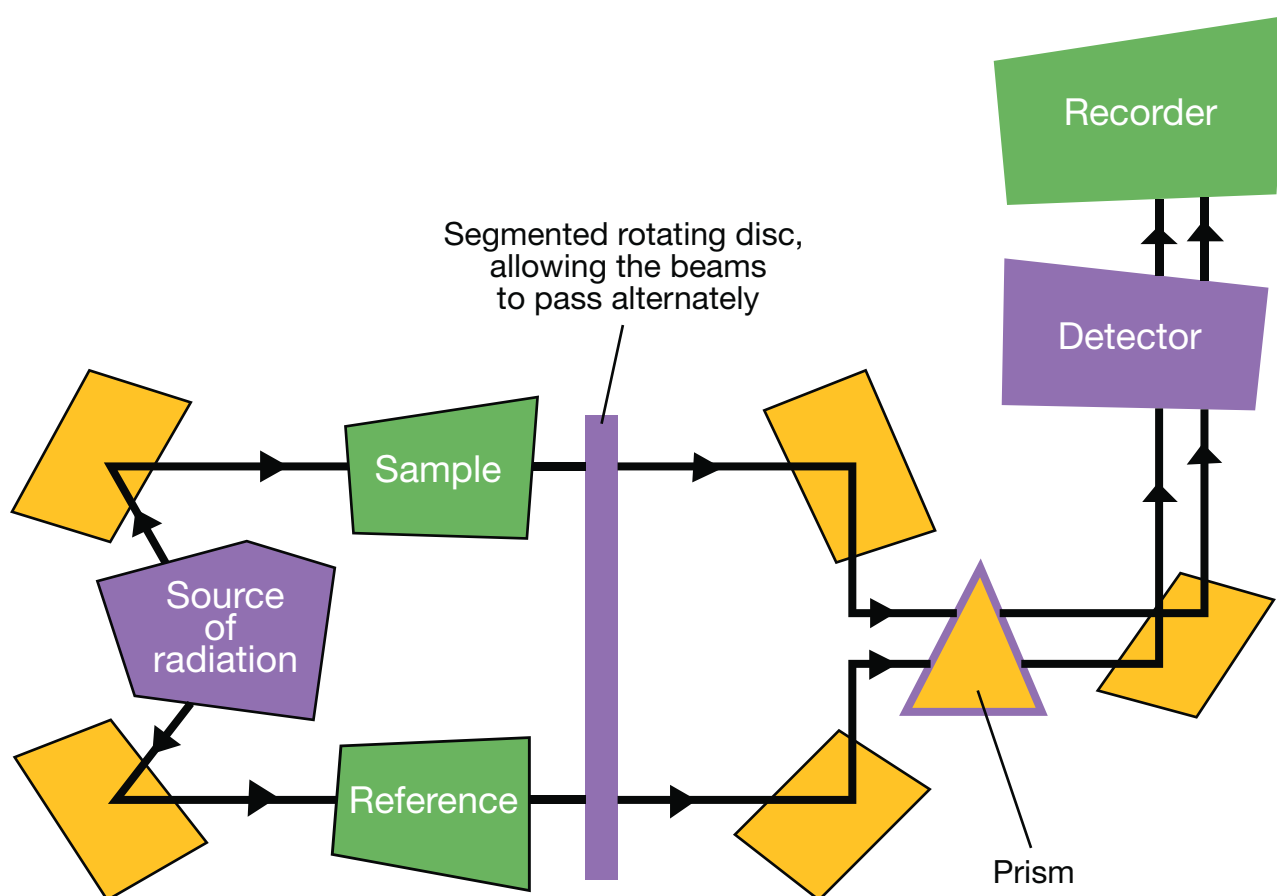 Recorder
Segmented rotating disc,
allowing the beams
to pass alternately
Detector
Sample
Source
of
radiation
Reference
Prism